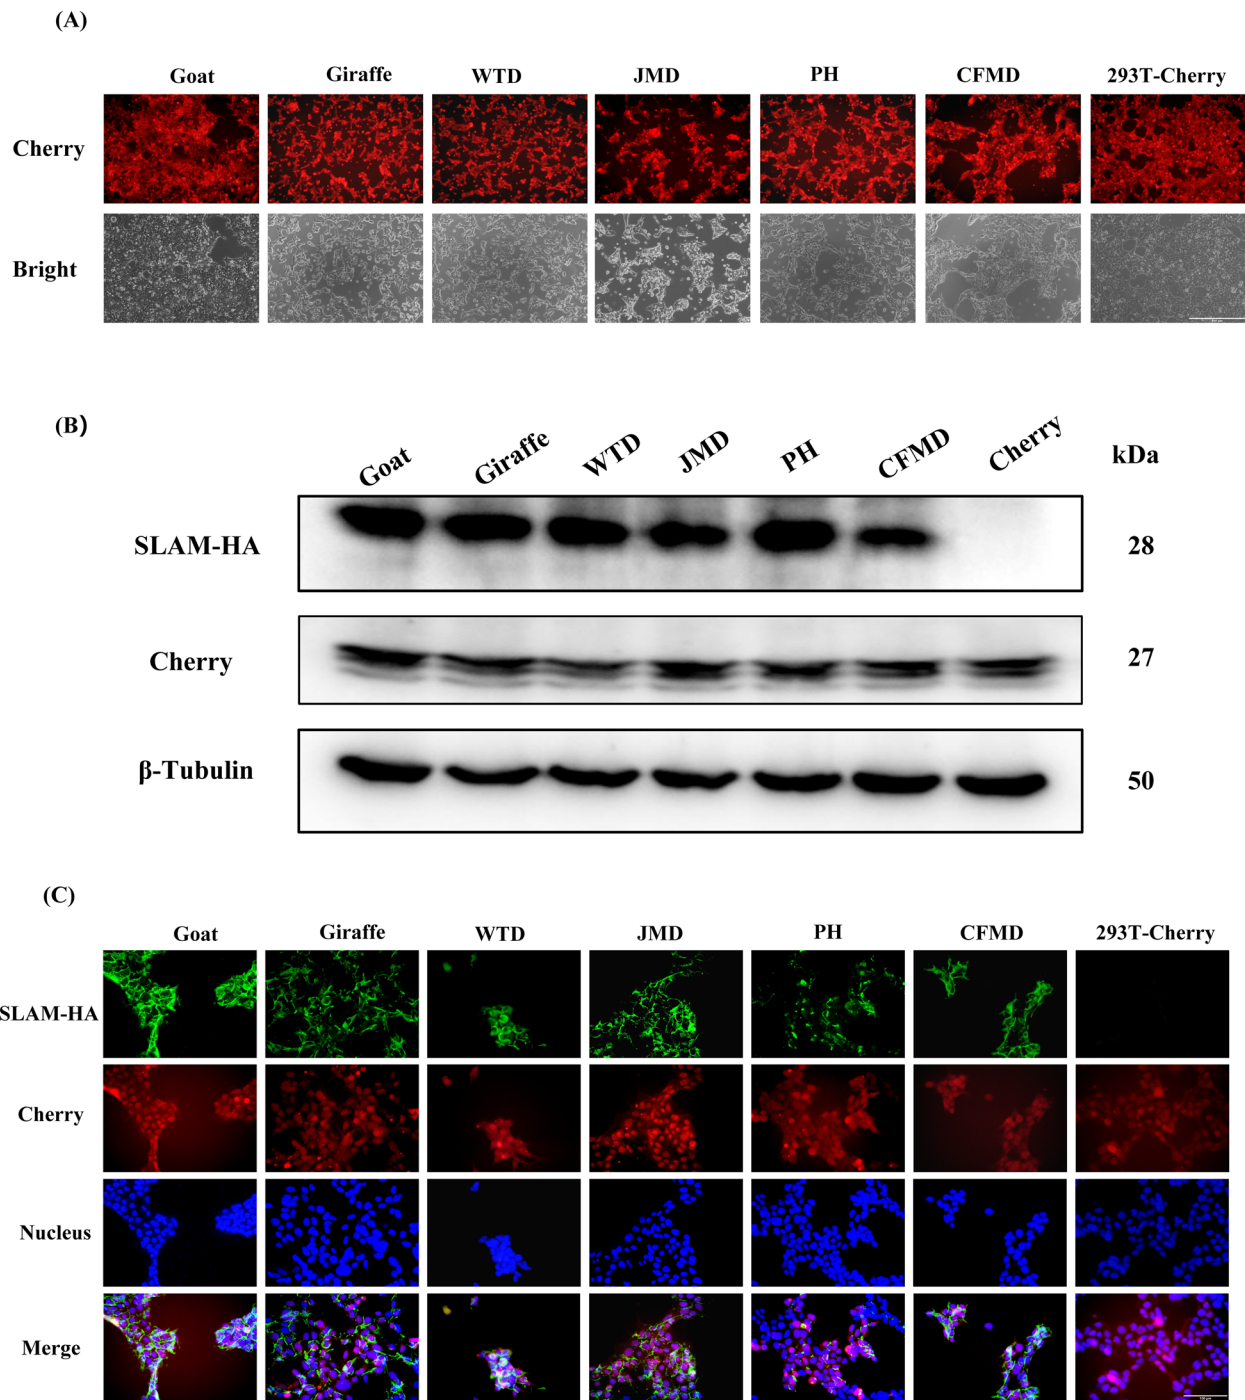 (A)
Goat Giraffe WTD JMD PH CFMD 293T-Cherry
Cherry
Bright
(B)
Goat Giraffe WTD JMD PH CFMD Cherry kDa
SLAM-HA 28
Cherry 27
β-Tubulin 50
(C)
Goat Giraffe WTD JMD PH CFMD 293T-Cherry
SLAM-HA
Cherry
Nucleus
Merge